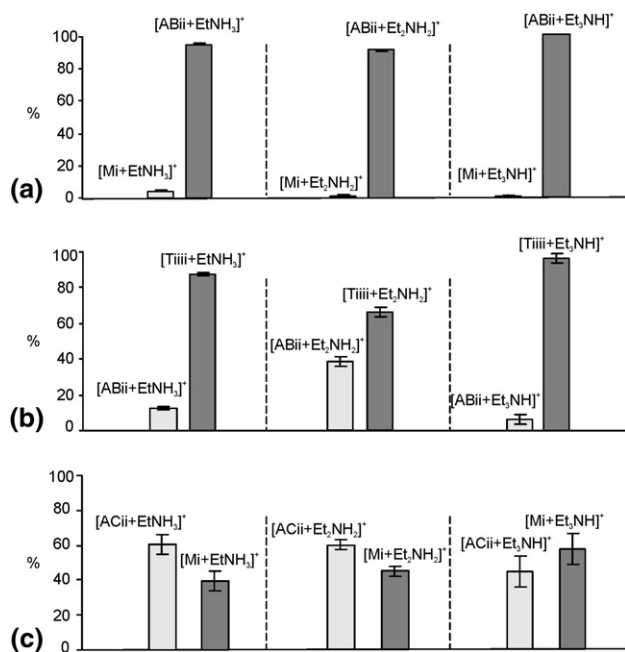 [ABii+EtNH₃]⁺ [ABii+Et₂NH₂]⁺ [ABii+Et₃NH]⁺
100
80
%
60
40
20
0
[Mi+EtNH₃]⁺ [Mi+Et₂NH₂]⁺ [Mi+Et₃NH]⁺
(a)
[Tiiii+EtNH₃]⁺ [Tiiii+Et₂NH₂]⁺ [Tiiii+Et₃NH]⁺
100
80
%
60
40
20
0
[ABii+EtNH₃]⁺ [ABii+Et₂NH₂]⁺ [ABii+Et₃NH]⁺
(b)
100
80
%
60
40
20
0
[ACii+EtNH₃]⁺ [ACii+Et₂NH₂]⁺ [ACii+Et₃NH]⁺
[Mi+EtNH₃]⁺ [Mi+Et₂NH₂]⁺ [Mi+Et₃NH]⁺
(c)